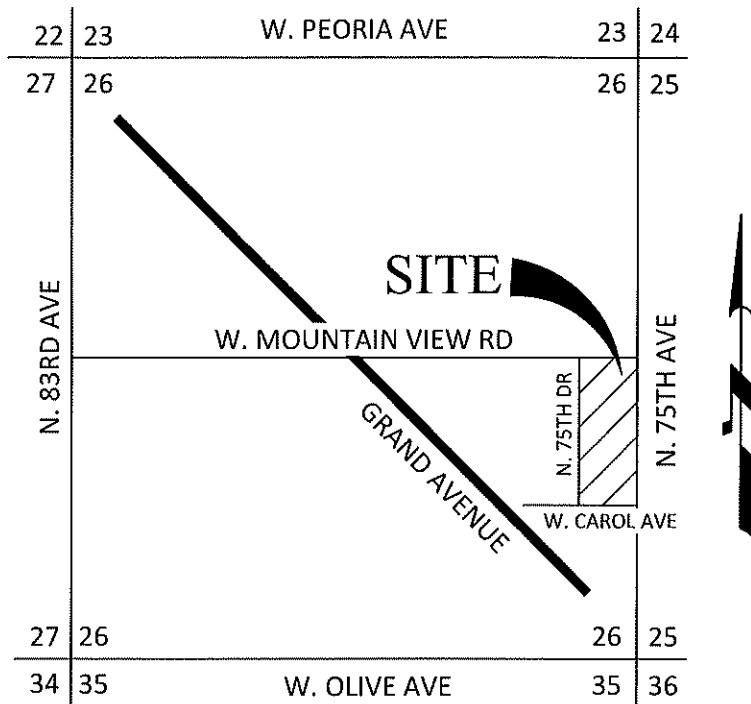 22 23 W. PEORIA AVE 23 24
27 26 26 25
SITE
N. 83RD AVE
W. MOUNTAIN VIEW RD
N. 75TH DR
N. 75TH AVE
GRAND AVENUE
W. CAROL AVE
27 26 26 25
34 35 W. OLIVE AVE 35 36